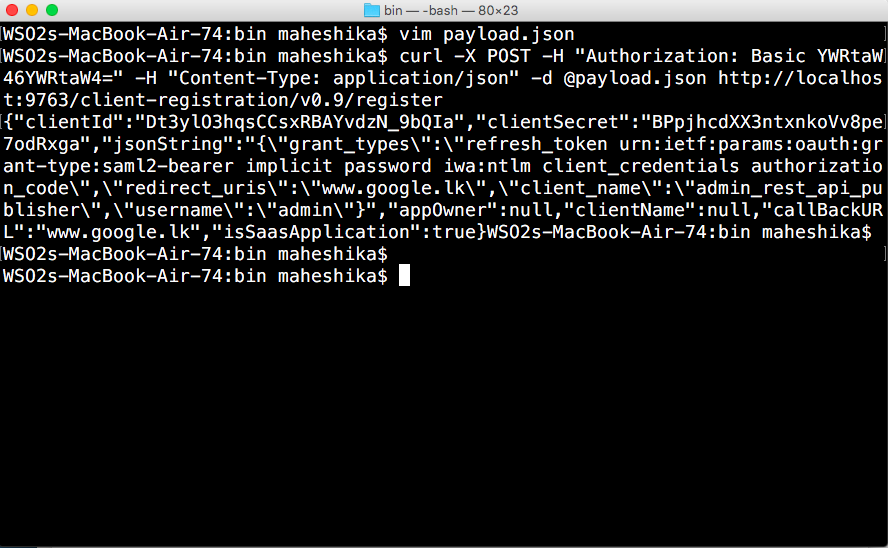 bin — -bash — 80×23
WSO2s-MacBook-Air-74:bin maheshika$ vim payload.json
WSO2s-MacBook-Air-74:bin maheshika$ curl -X POST -H "Authorization: Basic YWRtaW
46YWRtaW4=" -H "Content-Type: application/json" -d @payload.json http://localhos
t:9763/client-registration/v0.9/register
{"clientId":"Dt3ylO3hqsCCsxRBAYvdzN_9bQIa","clientSecret":"BPpjhcdXX3ntxnkoVv8pe
7odRxga","jsonString":"{\"grant_types\":\"refresh_token urn:ietf:params:oauth:gr
ant-type:saml2-bearer implicit password iwa:ntlm client_credentials authorizatio
n_code\",\"redirect_uris\":\"www.google.lk\",\"client_name\":\"admin_rest_api_pu
blisher\",\"username\":\"admin\"}","appOwner":null,"clientName":null,"callBackUR
L":"www.google.lk","isSaasApplication":true}WSO2s-MacBook-Air-74:bin maheshika$
WSO2s-MacBook-Air-74:bin maheshika$
WSO2s-MacBook-Air-74:bin maheshika$